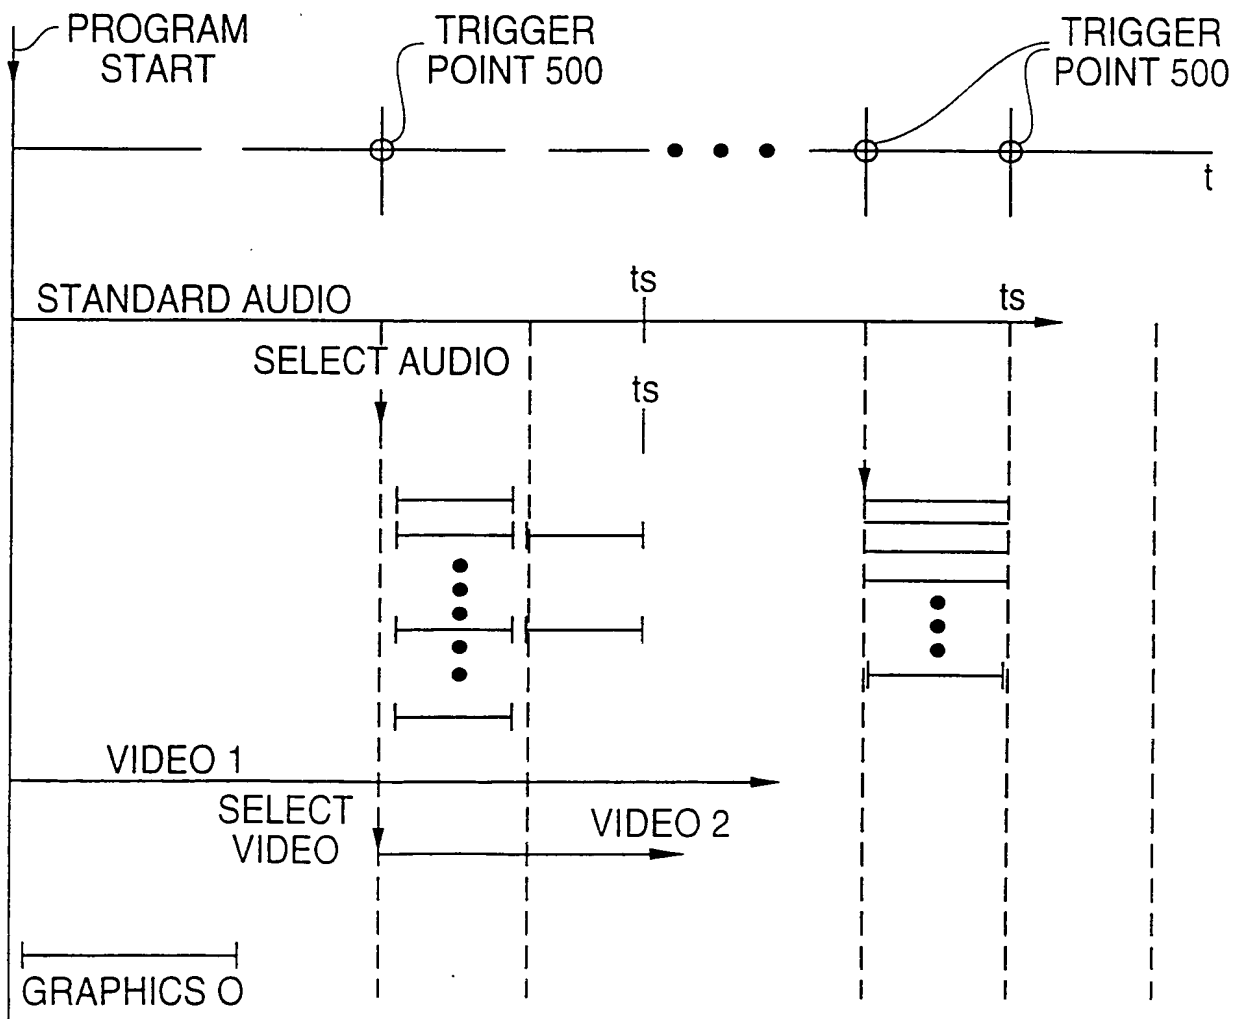 PROGRAM
START
TRIGGER
POINT 500
TRIGGER
POINT 500
t
STANDARD AUDIO
ts
ts
SELECT AUDIO
ts
VIDEO 1
SELECT
VIDEO
VIDEO 2
GRAPHICS O